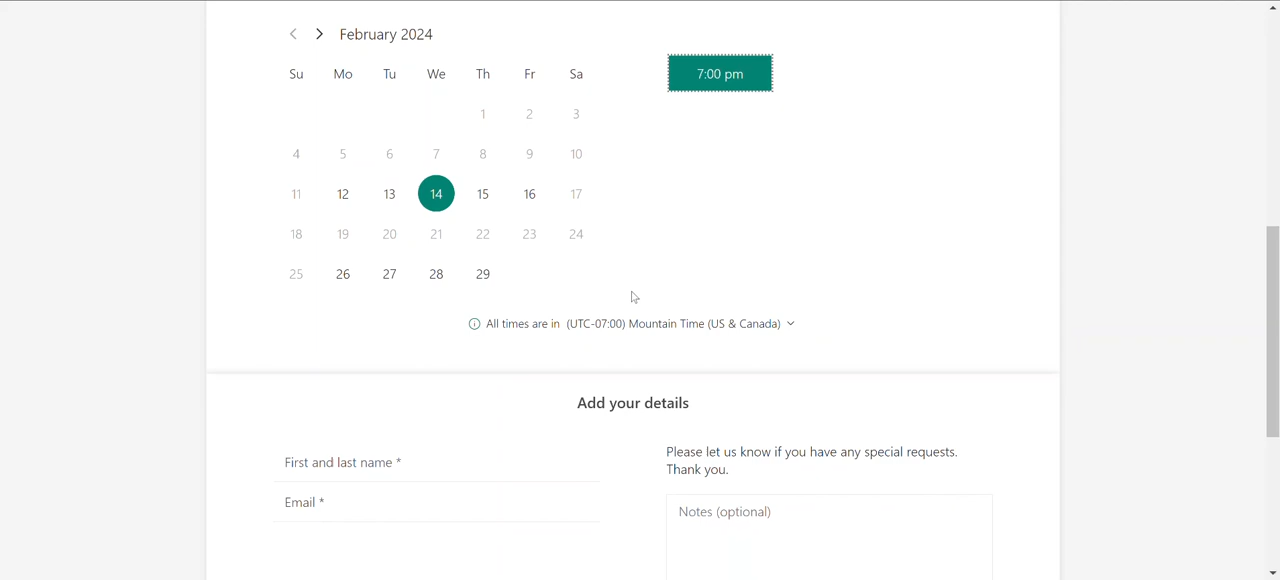 February 2024
Su Mo Tu We Th Fr Sa
7:00 pm
1 2 3
4 5 6 7 8 9 10
11 12 13 14 15 16 17
18 19 20 21 22 23 24
25 26 27 28 29
All times are in (UTC-07:00) Mountain Time (US & Canada)
Add your details
First and last name *
Email *
Please let us know if you have any special requests.
Thank you.
Notes (optional)